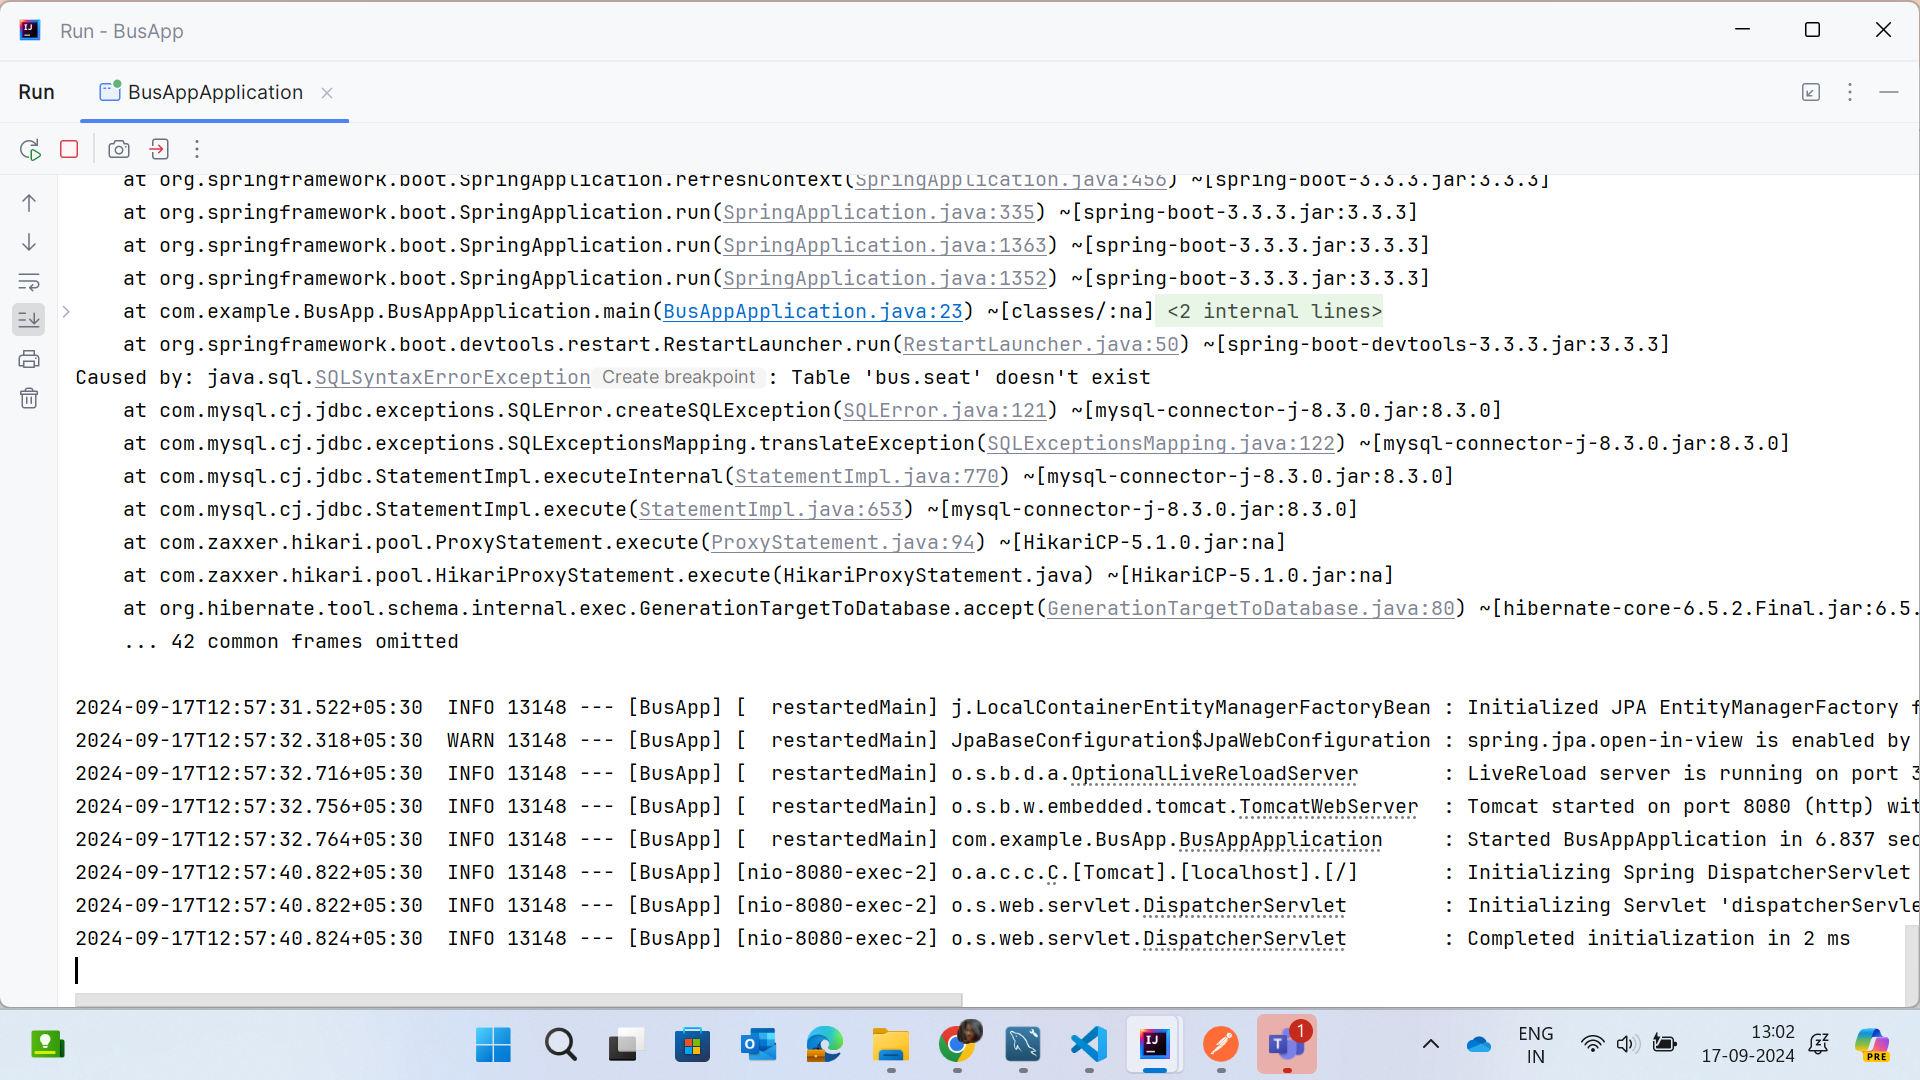 Run - BusApp
Run BusAppApplication
at org.springframework.boot.SpringApplication.refreshContext(SpringApplication.java:456) ~[spring-boot-3.3.3.jar:3.3.3]
at org.springframework.boot.SpringApplication.run(SpringApplication.java:335) ~[spring-boot-3.3.3.jar:3.3.3]
at org.springframework.boot.SpringApplication.run(SpringApplication.java:1363) ~[spring-boot-3.3.3.jar:3.3.3]
at org.springframework.boot.SpringApplication.run(SpringApplication.java:1352) ~[spring-boot-3.3.3.jar:3.3.3]
at com.example.BusApp.BusAppApplication.main(BusAppApplication.java:23) ~[classes/:na] <2 internal lines>
at org.springframework.boot.devtools.restart.RestartLauncher.run(RestartLauncher.java:50) ~[spring-boot-devtools-3.3.3.jar:3.3.3]
Caused by: java.sql.SQLSyntaxErrorException Create breakpoint : Table 'bus.seat' doesn't exist
at com.mysql.cj.jdbc.exceptions.SQLError.createSQLException(SQLError.java:121) ~[mysql-connector-j-8.3.0.jar:8.3.0]
at com.mysql.cj.jdbc.exceptions.SQLExceptionsMapping.translateException(SQLExceptionsMapping.java:122) ~[mysql-connector-j-8.3.0.jar:8.3.0]
at com.mysql.cj.jdbc.StatementImpl.executeInternal(StatementImpl.java:770) ~[mysql-connector-j-8.3.0.jar:8.3.0]
at com.mysql.cj.jdbc.StatementImpl.execute(StatementImpl.java:653) ~[mysql-connector-j-8.3.0.jar:8.3.0]
at com.zaxxer.hikari.pool.ProxyStatement.execute(ProxyStatement.java:94) ~[HikariCP-5.1.0.jar:na]
at com.zaxxer.hikari.pool.HikariProxyStatement.execute(HikariProxyStatement.java) ~[HikariCP-5.1.0.jar:na]
at org.hibernate.tool.schema.internal.exec.GenerationTargetToDatabase.accept(GenerationTargetToDatabase.java:80) ~[hibernate-core-6.5.2.Final.jar:6.5.
... 42 common frames omitted
2024-09-17T12:57:31.522+05:30 INFO 13148 --- [BusApp] [ restartedMain] j.LocalContainerEntityManagerFactoryBean : Initialized JPA EntityManagerFactory f
2024-09-17T12:57:32.318+05:30 WARN 13148 --- [BusApp] [ restartedMain] JpaBaseConfiguration$JpaWebConfiguration : spring.jpa.open-in-view is enabled by
2024-09-17T12:57:32.716+05:30 INFO 13148 --- [BusApp] [ restartedMain] o.s.b.d.a.OptionalLiveReloadServer : LiveReload server is running on port 3
2024-09-17T12:57:32.756+05:30 INFO 13148 --- [BusApp] [ restartedMain] o.s.b.w.embedded.tomcat.TomcatWebServer : Tomcat started on port 8080 (http) wit
2024-09-17T12:57:32.764+05:30 INFO 13148 --- [BusApp] [ restartedMain] com.example.BusApp.BusAppApplication : Started BusAppApplication in 6.837 sec
2024-09-17T12:57:40.822+05:30 INFO 13148 --- [BusApp] [nio-8080-exec-2] o.a.c.c.C.[Tomcat].[localhost].[/] : Initializing Spring DispatcherServlet
2024-09-17T12:57:40.822+05:30 INFO 13148 --- [BusApp] [nio-8080-exec-2] o.s.web.servlet.DispatcherServlet : Initializing Servlet 'dispatcherServle
2024-09-17T12:57:40.824+05:30 INFO 13148 --- [BusApp] [nio-8080-exec-2] o.s.web.servlet.DispatcherServlet : Completed initialization in 2 ms
1
ENG 13:02
IN 17-09-2024
PRE